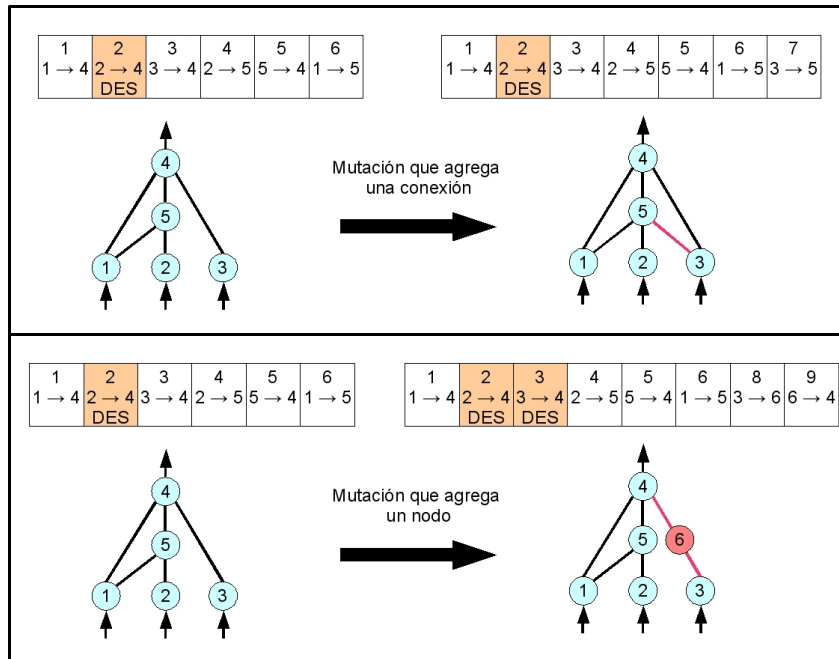 1 2 3 4 5 6
1 → 4 2 → 4 3 → 4 2 → 5 5 → 4 1 → 5
DES
1 2 3 4 5 6 7
1 → 4 2 → 4 3 → 4 2 → 5 5 → 4 1 → 5 3 → 5
DES
4
5
1 2 3
Mutación que agrega
una conexión
4
5
1 2 3
1 2 3 4 5 6
1 → 4 2 → 4 3 → 4 2 → 5 5 → 4 1 → 5
DES
1 2 3 4 5 6 8 9
1 → 4 2 → 4 3 → 4 2 → 5 5 → 4 1 → 5 3 → 6 6 → 4
DES DES
4
5
1 2 3
Mutación que agrega
un nodo
4
5 6
1 2 3